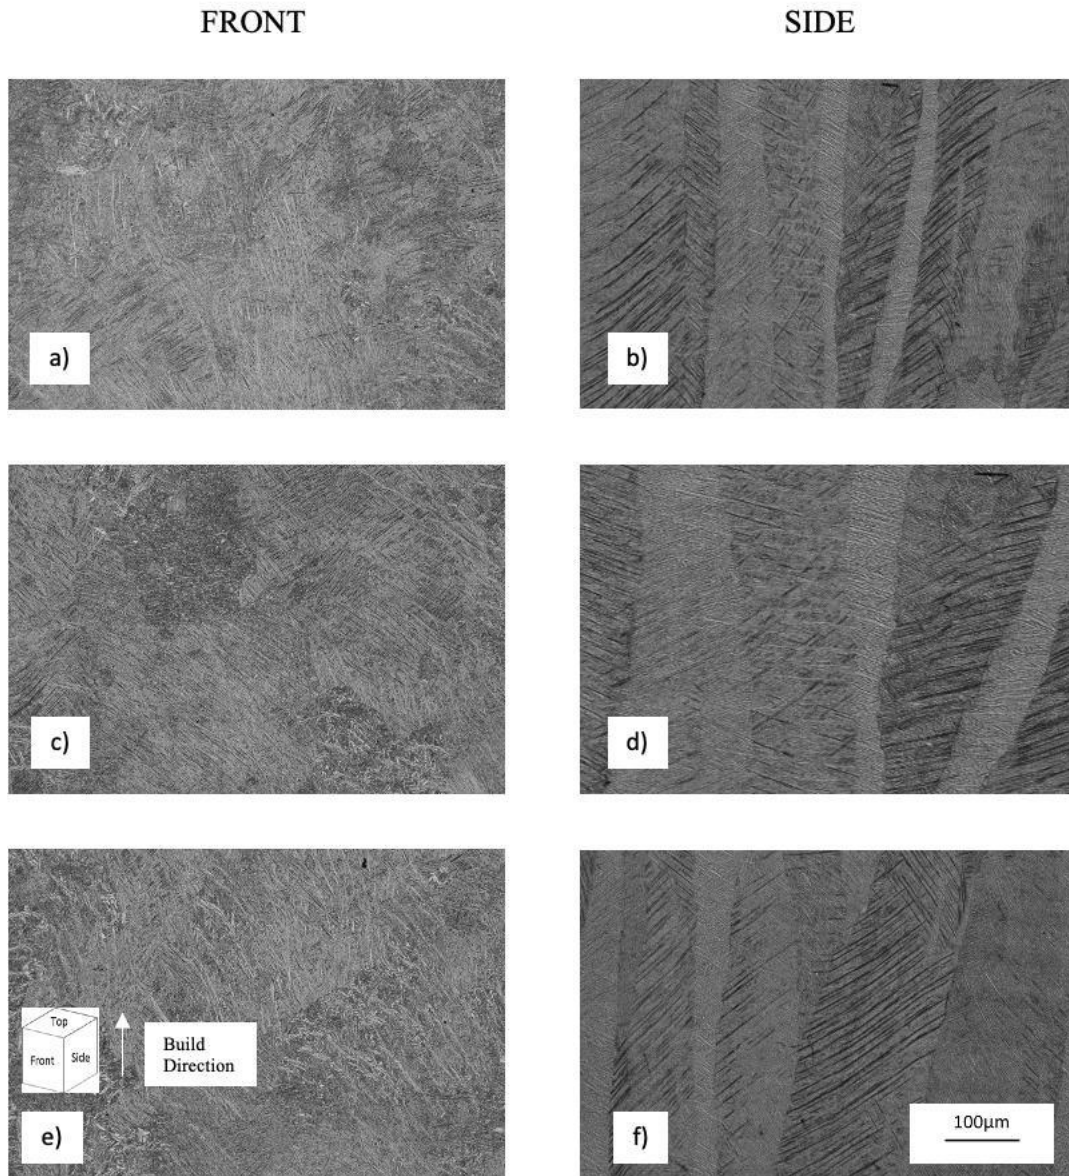 FRONT
SIDE
a)
b)
c)
d)
Top
Front
Side
Build
Direction
e)
f)
100µm